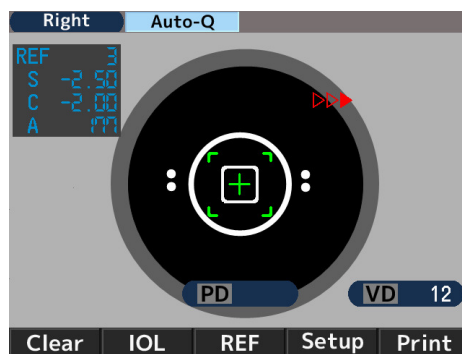 Right Auto-Q
REF 3
S -2.50
C -2.00
A 177
PD VD 12
Clear IOL REF Setup Print